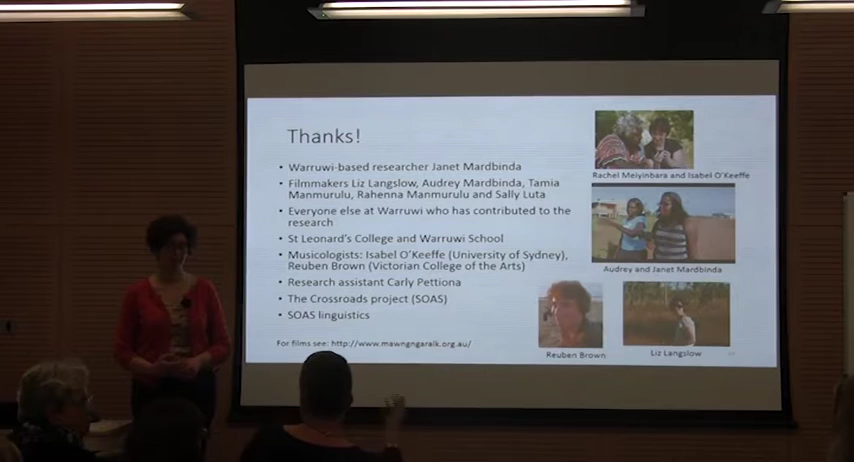 Thanks!
• Warruwi-based researcher Janet Mardbinda
• Filmmakers Liz Langslow, Audrey Mardbinda, Tamia
Manmurulu, Rahenna Manmurulu and Sally Luta
• Everyone else at Warruwi who has contributed to the
research
• St Leonard's College and Warruwi School
• Musicologists: Isabel O'Keeffe (University of Sydney),
Reuben Brown (Victorian College of the Arts)
• Research assistant Carly Pettiona
• The Crossroads project (SOAS)
• SOAS linguistics
For films see: http://www.mawngngaralk.org.au/
Rachel Meiyinbara and Isabel O'Keeffe
Audrey and Janet Mardbinda
Reuben Brown
Liz Langslow